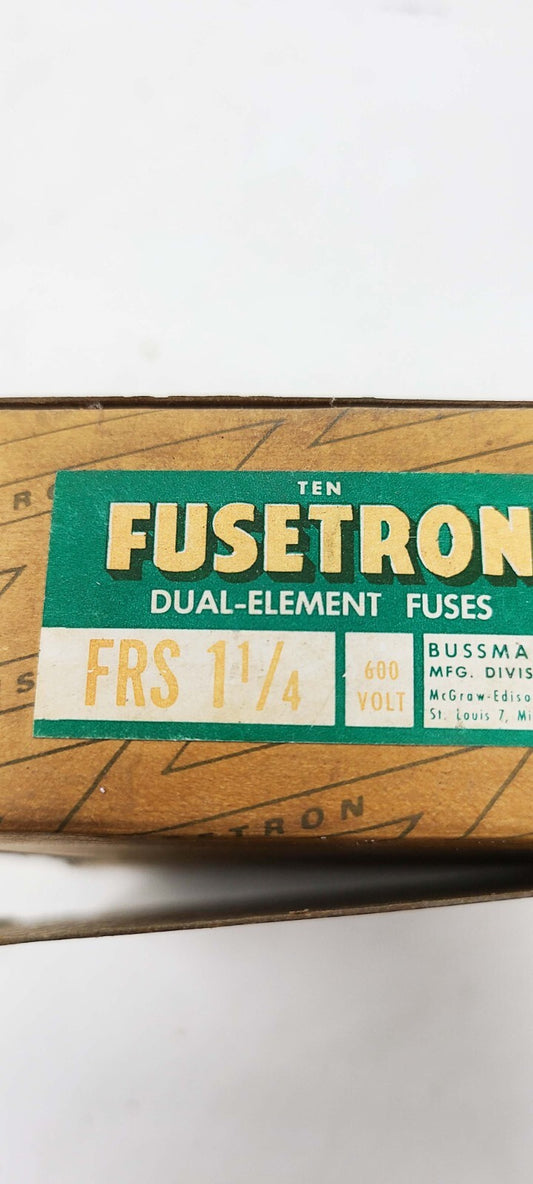 TEN
FUSETRON
DUAL-ELEMENT FUSES
FRS 1 1/4
600
VOLT
BUSSMA
MFG. DIVIS
McGraw-Ediso
St. Louis 7, Mi
TRON